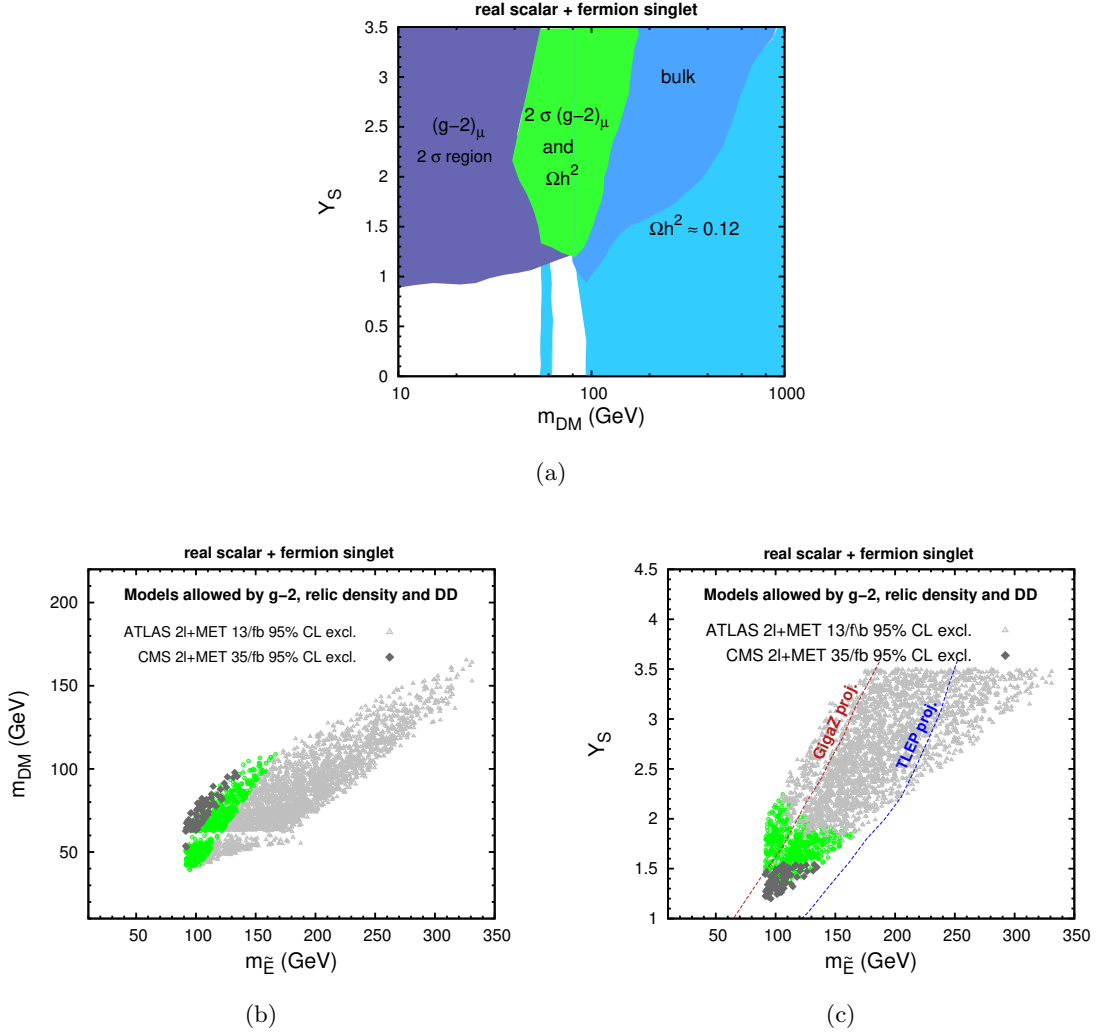 real scalar + fermion singlet
3.5
3
2.5
2
1.5
1
0.5
0
Y_S
(g−2)_μ
2 σ region
2 σ (g−2)_μ
and
Ωh^2
bulk
Ωh^2 ≈ 0.12
10
100
1000
m_DM (GeV)
(a)
real scalar + fermion singlet
Models allowed by g−2, relic density and DD
ATLAS 2l+MET 13/fb 95% CL excl.
CMS 2l+MET 35/fb 95% CL excl.
200
150
100
50
m_DM (GeV)
50 100 150 200 250 300 350
m_Ẽ (GeV)
(b)
real scalar + fermion singlet
Models allowed by g−2, relic density and DD
ATLAS 2l+MET 13/f\b 95% CL excl.
CMS 2l+MET 35/fb 95% CL excl.
GigaZ proj.
TLEP proj.
4.5
4
3.5
3
2.5
2
1.5
1
Y_S
50 100 150 200 250 300 350
m_Ẽ (GeV)
(c)